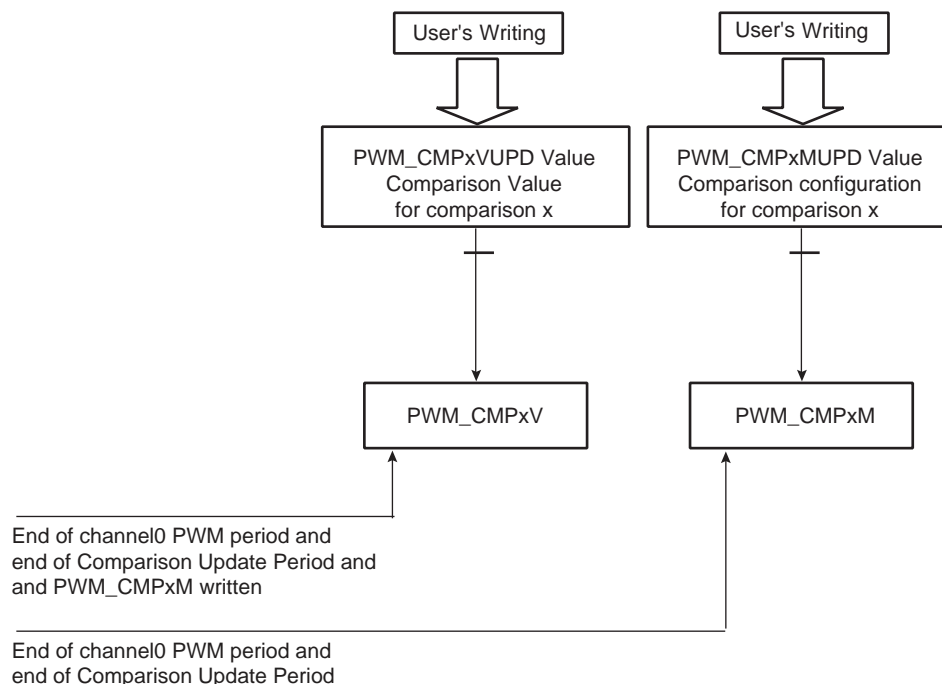 User's Writing
User's Writing
PWM_CMPxVUPD Value
Comparison Value
for comparison x
PWM_CMPxMUPD Value
Comparison configuration
for comparison x
PWM_CMPxV
PWM_CMPxM
End of channel0 PWM period and
end of Comparison Update Period and
and PWM_CMPxM written
End of channel0 PWM period and
end of Comparison Update Period